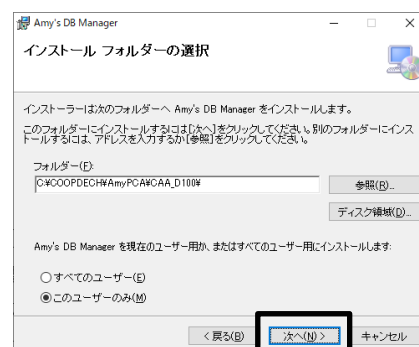 Amy's DB Manager
インストール フォルダーの選択
インストーラーは次のフォルダーへ Amy's DB Manager をインストールします。
このフォルダーにインストールするには[次へ]をクリックしてください。別のフォルダーにインス
トールするには、アドレスを入力するか[参照]をクリックしてください。
フォルダー(F):
C:¥COOPDECH¥AmyPCA¥CAA_D100¥
参照(R)...
ディスク領域(D)...
Amy's DB Manager を現在のユーザー用か、またはすべてのユーザー用にインストールします:
すべてのユーザー(E)
このユーザーのみ(M)
< 戻る(B)
次へ(N) >
キャンセル